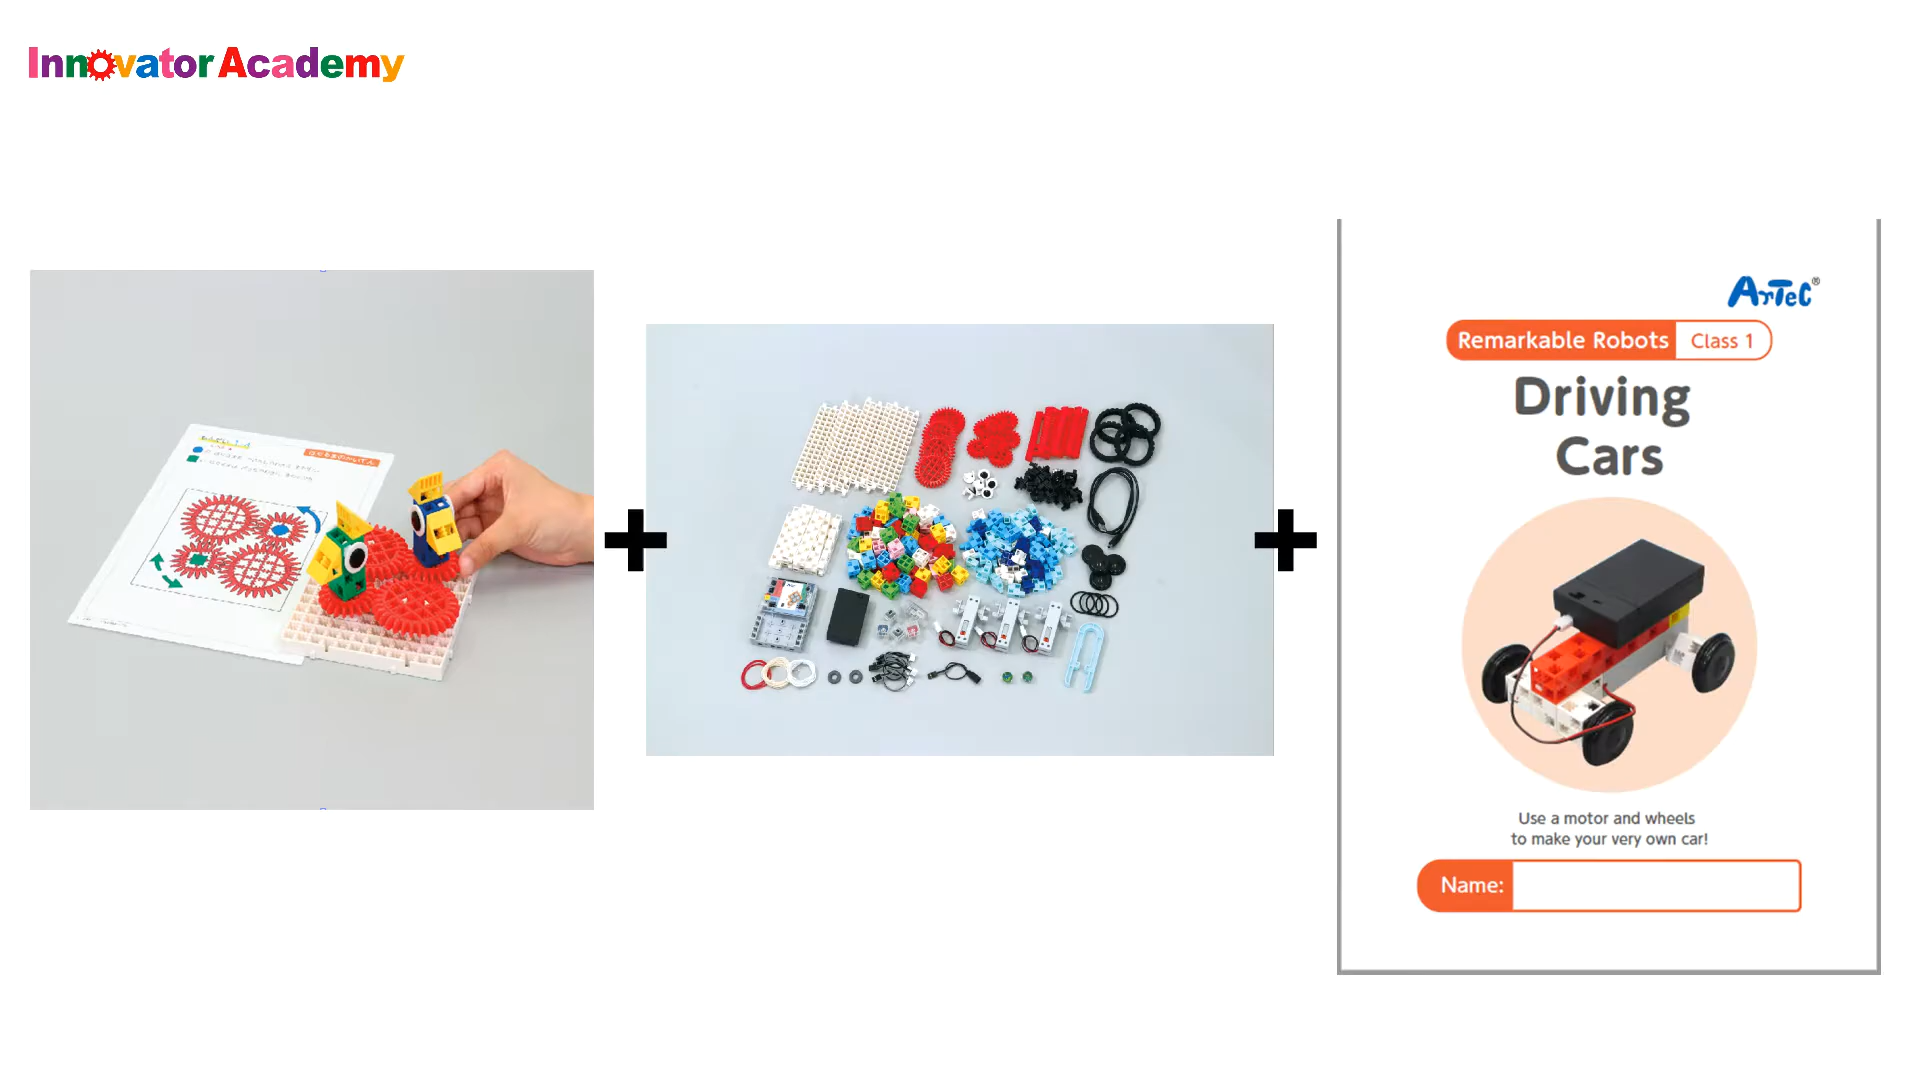 Innovator Academy
ArTeC®
Remarkable Robots Class 1
Driving
Cars
Use a motor and wheels
to make your very own car!
Name: